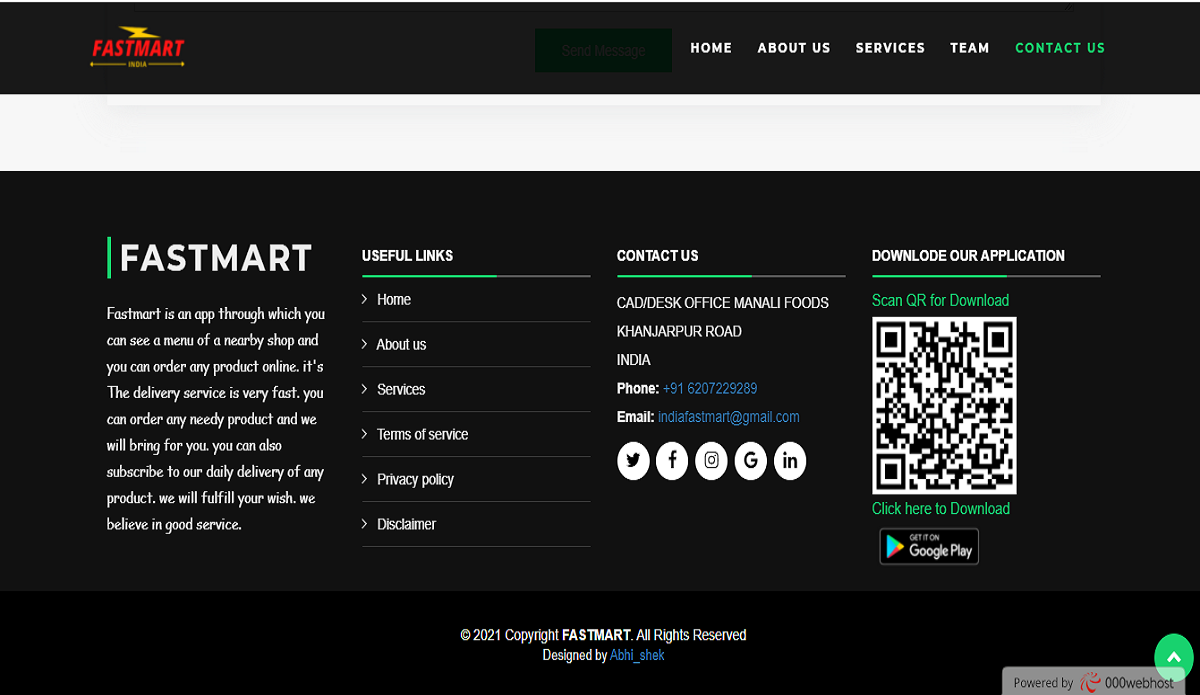 FASTMART
INDIA
Send Message
HOME ABOUT US SERVICES TEAM CONTACT US
FASTMART
Fastmart is an app through which you
can see a menu of a nearby shop and
you can order any product online. it's
The delivery service is very fast. you
can order any needy product and we
will bring for you. you can also
subscribe to our daily delivery of any
product. we will fulfill your wish. we
believe in good service.
USEFUL LINKS
Home
About us
Services
Terms of service
Privacy policy
Disclaimer
CONTACT US
CAD/DESK OFFICE MANALI FOODS
KHANJARPUR ROAD
INDIA
Phone: +91 6207229289
Email: indiafastmart@gmail.com
DOWNLODE OUR APPLICATION
Scan QR for Download
Click here to Download
GET IT ON
Google Play
© 2021 Copyright FASTMART. All Rights Reserved
Designed by Abhi_shek
Powered by 000webhost